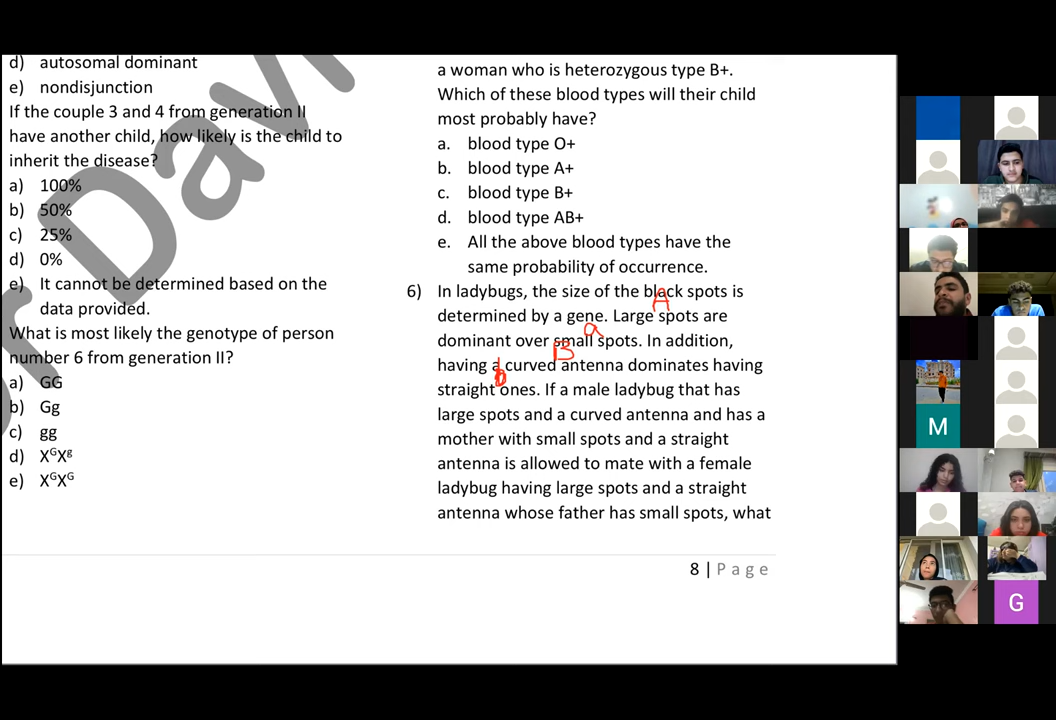 d) autosomal dominant
e) nondisjunction
If the couple 3 and 4 from generation II
have another child, how likely is the child to
inherit the disease?
a) 100%
b) 50%
c) 25%
d) 0%
e) It cannot be determined based on the
data provided.
What is most likely the genotype of person
number 6 from generation II?
a) GG
b) Gg
c) gg
d) XᴳXᵍ
e) XᴳXᴳ
a woman who is heterozygous type B+.
Which of these blood types will their child
most probably have?
a. blood type O+
b. blood type A+
c. blood type B+
d. blood type AB+
e. All the above blood types have the
same probability of occurrence.
6) In ladybugs, the size of the black spots is
A
determined by a gene. Large spots are
a
dominant over small spots. In addition,
B
having a curved antenna dominates having
b
straight ones. If a male ladybug that has
large spots and a curved antenna and has a
mother with small spots and a straight
antenna is allowed to mate with a female
ladybug having large spots and a straight
antenna whose father has small spots, what
8 | Page
r Davi
M
G